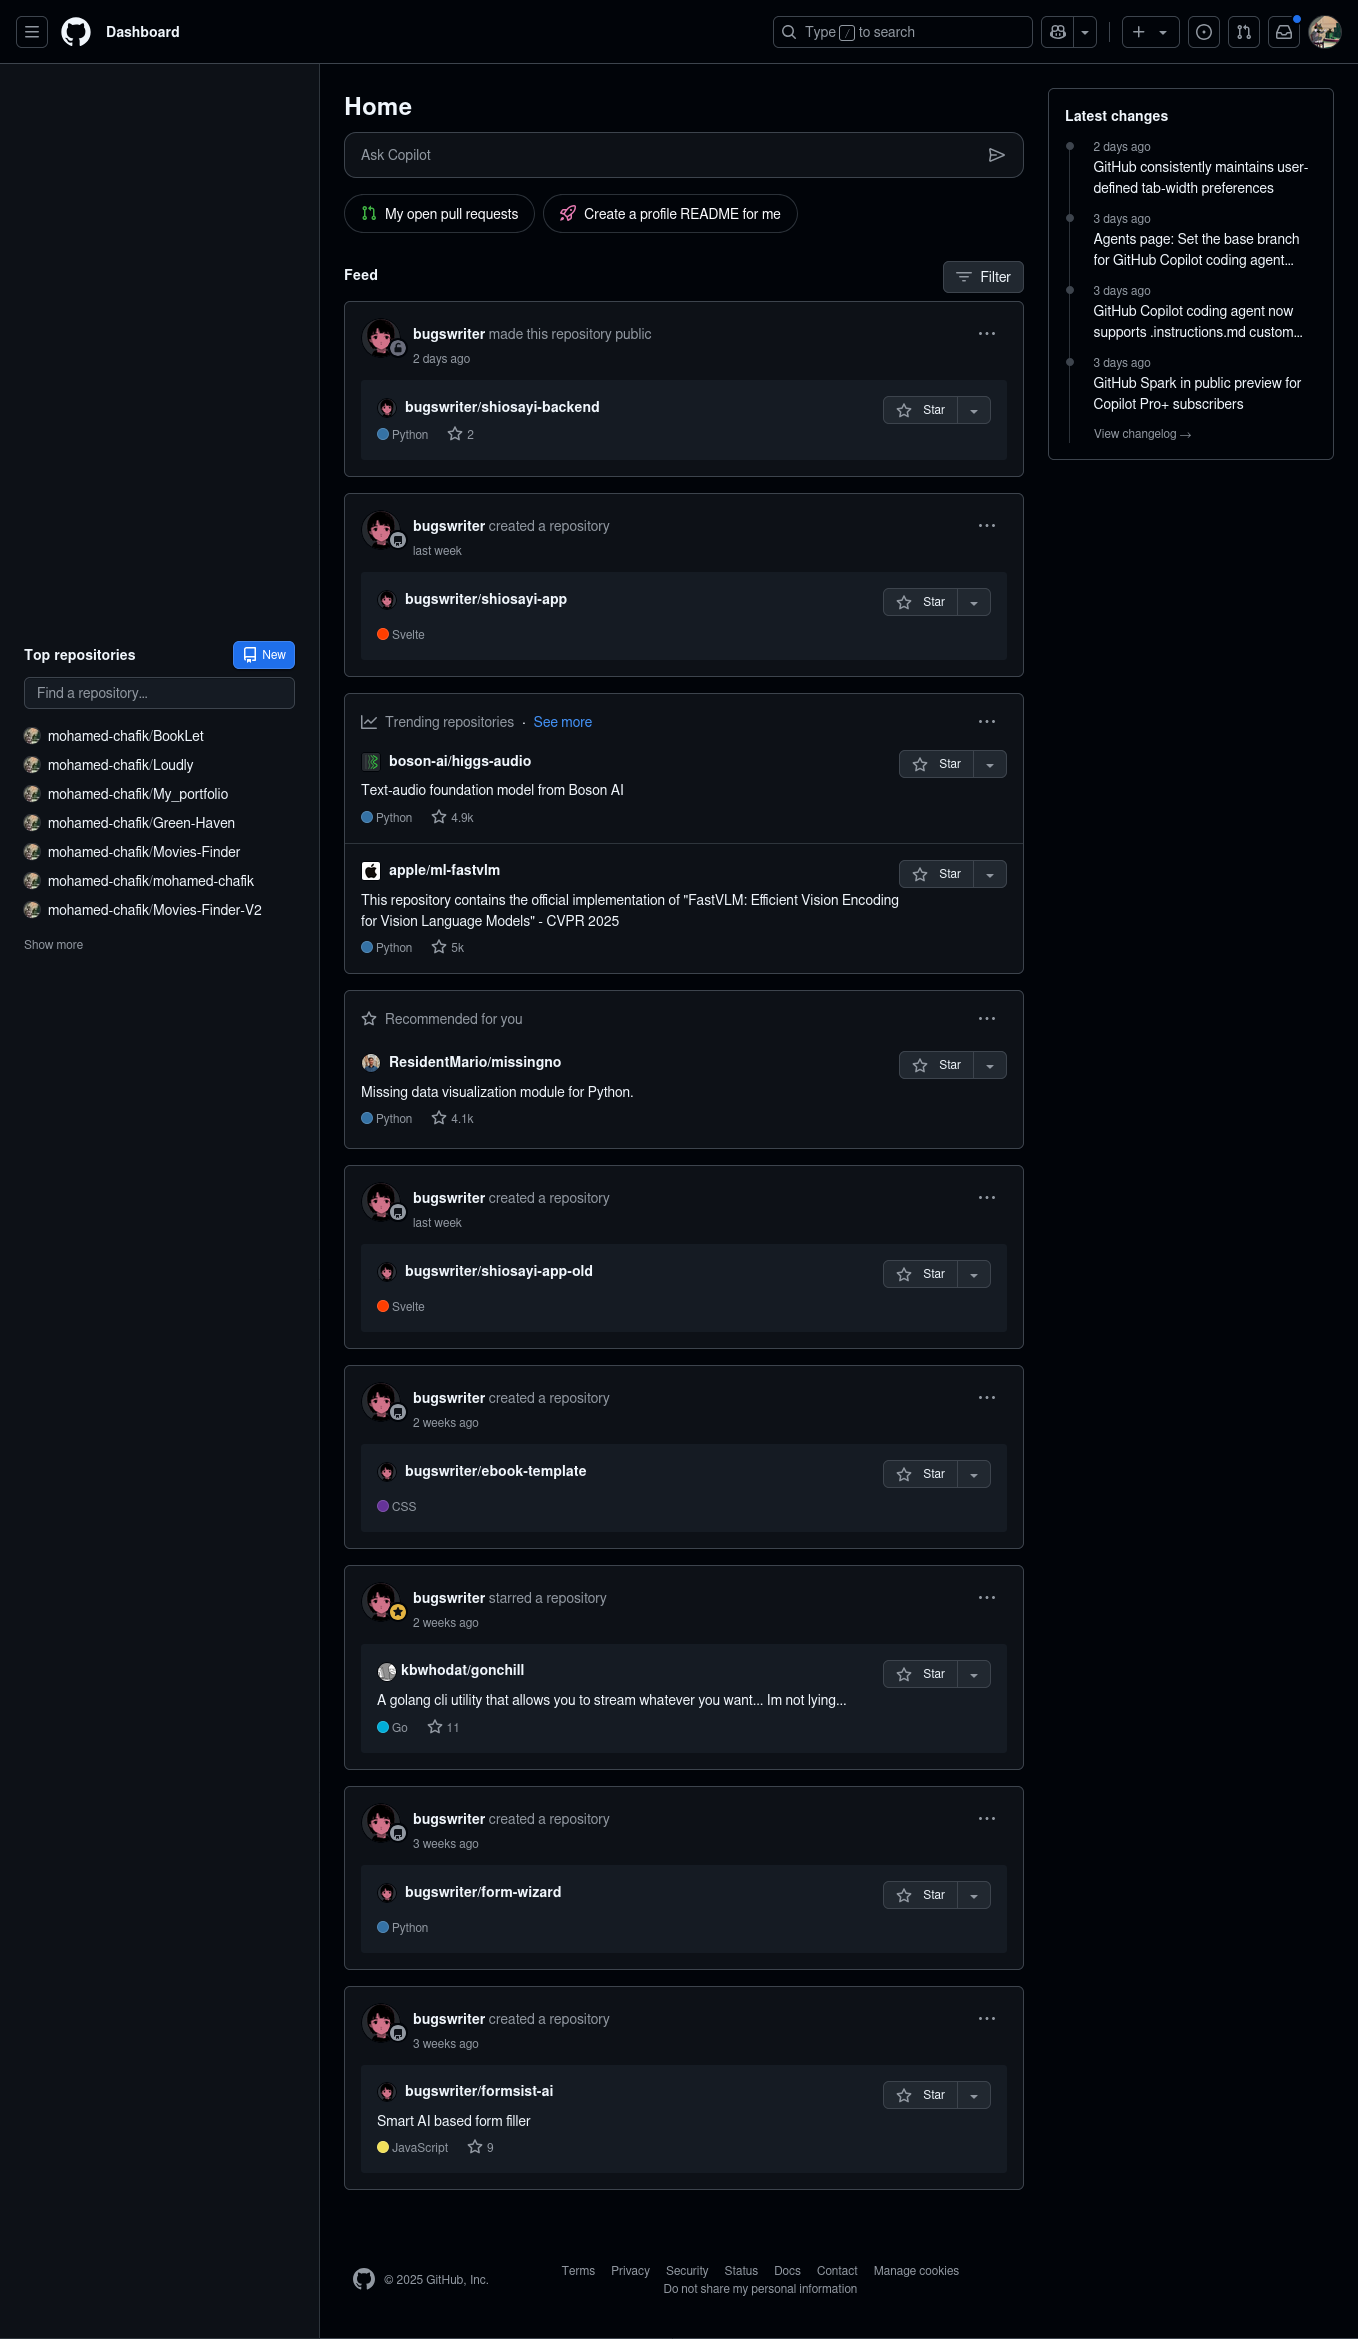 Dashboard
Type / to search
Top repositories
New
Find a repository...
mohamed-chafik/BookLet
mohamed-chafik/Loudly
mohamed-chafik/My_portfolio
mohamed-chafik/Green-Haven
mohamed-chafik/Movies-Finder
mohamed-chafik/mohamed-chafik
mohamed-chafik/Movies-Finder-V2
Show more
Home
Ask Copilot
My open pull requests
Create a profile README for me
Feed
Filter
bugswriter made this repository public
2 days ago
bugswriter/shiosayi-backend
Star
Python 2
bugswriter created a repository
last week
bugswriter/shiosayi-app
Star
Svelte
Trending repositories · See more
boson-ai/higgs-audio
Star
Text-audio foundation model from Boson AI
Python 4.9k
apple/ml-fastvlm
Star
This repository contains the official implementation of "FastVLM: Efficient Vision Encoding
for Vision Language Models" - CVPR 2025
Python 5k
Recommended for you
ResidentMario/missingno
Star
Missing data visualization module for Python.
Python 4.1k
bugswriter created a repository
last week
bugswriter/shiosayi-app-old
Star
Svelte
bugswriter created a repository
2 weeks ago
bugswriter/ebook-template
Star
CSS
bugswriter starred a repository
2 weeks ago
kbwhodat/gonchill
Star
A golang cli utility that allows you to stream whatever you want... Im not lying...
Go 11
bugswriter created a repository
3 weeks ago
bugswriter/form-wizard
Star
Python
bugswriter created a repository
3 weeks ago
bugswriter/formsist-ai
Star
Smart AI based form filler
JavaScript 9
Latest changes
2 days ago
GitHub consistently maintains user-
defined tab-width preferences
3 days ago
Agents page: Set the base branch
for GitHub Copilot coding agent...
3 days ago
GitHub Copilot coding agent now
supports .instructions.md custom...
3 days ago
GitHub Spark in public preview for
Copilot Pro+ subscribers
View changelog →
© 2025 GitHub, Inc.
Terms Privacy Security Status Docs Contact Manage cookies
Do not share my personal information